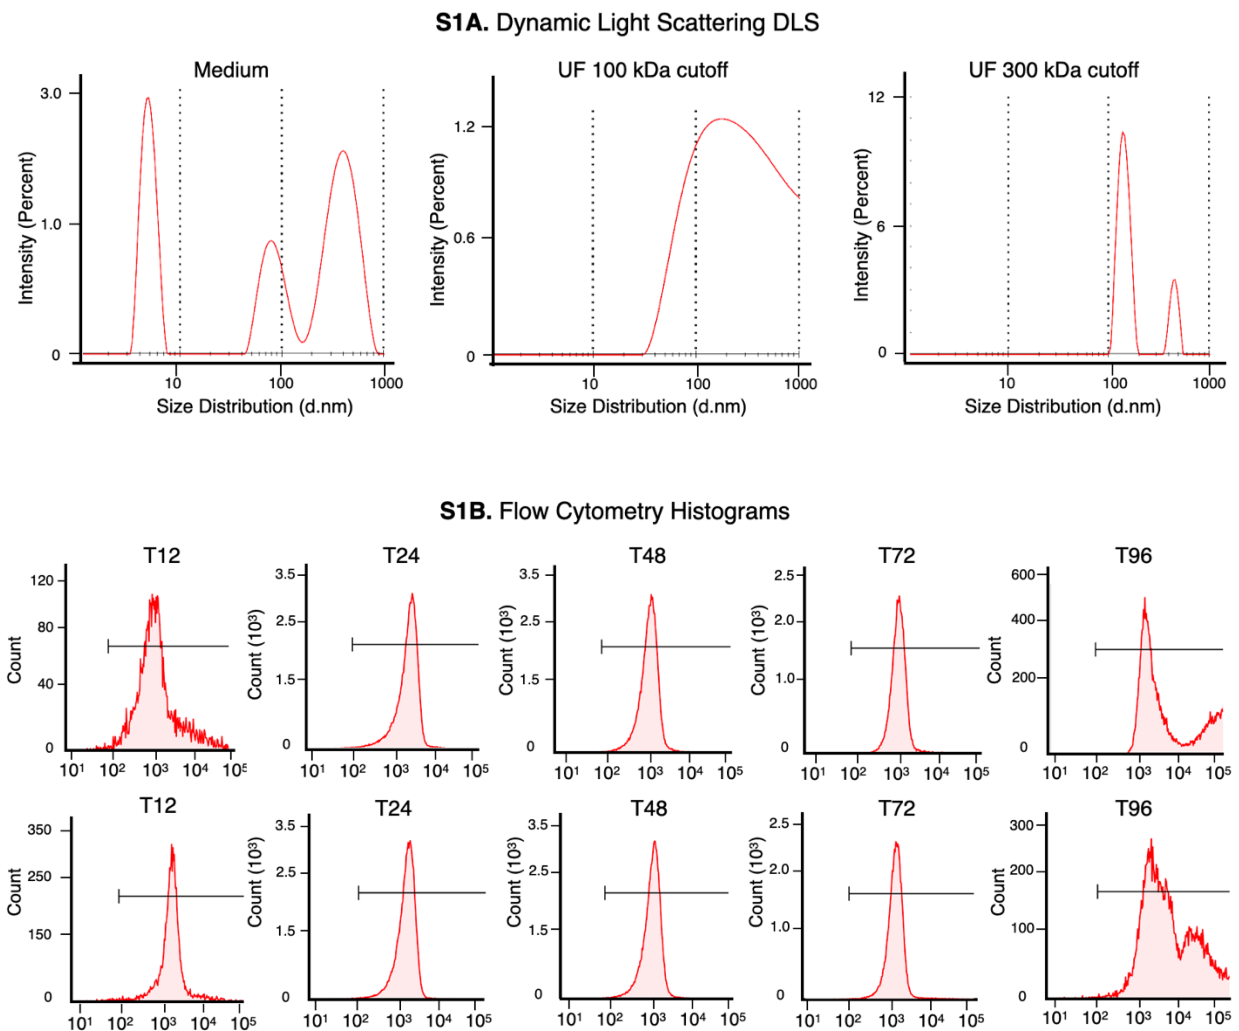 S1A. Dynamic Light Scattering DLS
Medium
UF 100 kDa cutoff
UF 300 kDa cutoff
Intensity (Percent)
3.0
1.0
0
10 100 1000
Size Distribution (d.nm)
Intensity (Percent)
1.2
0.6
0
10 100 1000
Size Distribution (d.nm)
Intensity (Percent)
12
6
0
10 100 1000
Size Distribution (d.nm)
S1B. Flow Cytometry Histograms
T12
Count
120
80
40
0
10¹ 10² 10³ 10⁴ 10⁵
T24
Count (10³)
3.5
2.5
1.5
0
10¹ 10² 10³ 10⁴ 10⁵
T48
Count (10³)
3.5
2.5
1.5
0
10¹ 10² 10³ 10⁴ 10⁵
T72
Count (10³)
2.5
2.0
1.0
0
10¹ 10² 10³ 10⁴ 10⁵
T96
Count
600
400
200
0
10¹ 10² 10³ 10⁴ 10⁵
T12
Count
350
250
150
0
10¹ 10² 10³ 10⁴ 10⁵
T24
Count (10³)
3.5
2.5
1.5
0
10¹ 10² 10³ 10⁴ 10⁵
T48
Count (10³)
3.5
2.5
1.5
0
10¹ 10² 10³ 10⁴ 10⁵
T72
Count (10³)
2.5
2.0
1.0
0
10¹ 10² 10³ 10⁴ 10⁵
T96
Count
300
200
100
0
10¹ 10² 10³ 10⁴ 10⁵